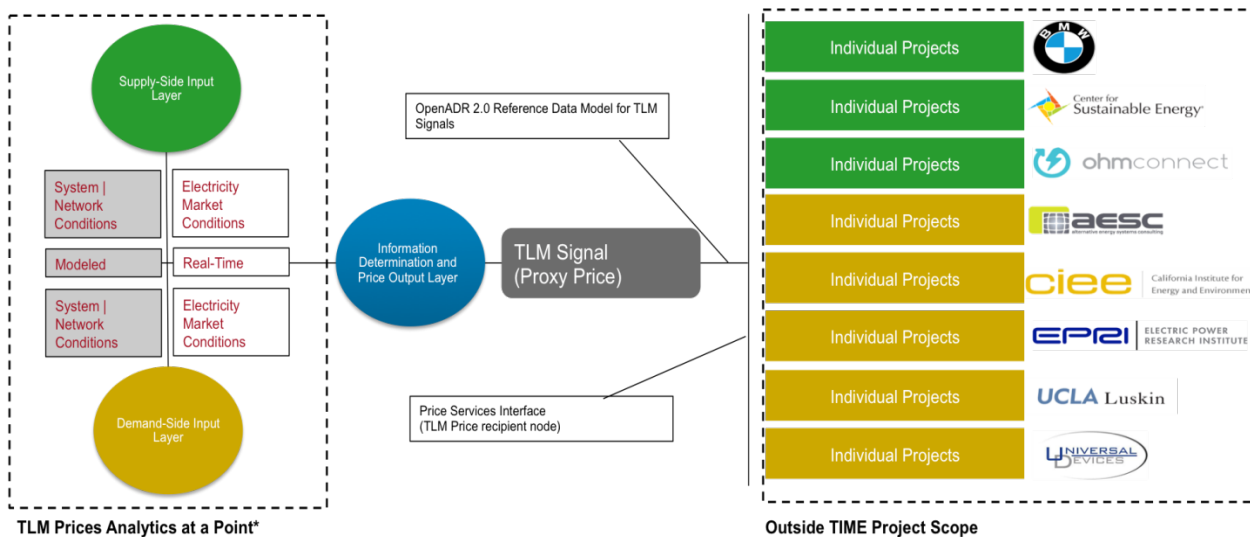 Supply-Side Input
Layer
System |
Network
Conditions
Electricity
Market
Conditions
Modeled
Real-Time
System |
Network
Conditions
Electricity
Market
Conditions
Demand-Side Input
Layer
TLM Prices Analytics at a Point*
Information
Determination and
Price Output Layer
OpenADR 2.0 Reference Data Model for TLM
Signals
TLM Signal
(Proxy Price)
Price Services Interface
(TLM Price recipient node)
Individual Projects
BMW
Individual Projects
Center for
Sustainable Energy
Individual Projects
ohmconnect
Individual Projects
aesc
alternative energy systems consulting
Individual Projects
ciee
California Institute for
Energy and Environment
Individual Projects
EPRI
ELECTRIC POWER
RESEARCH INSTITUTE
Individual Projects
UCLA Luskin
Individual Projects
UNIVERSAL
DEVICES
Outside TIME Project Scope